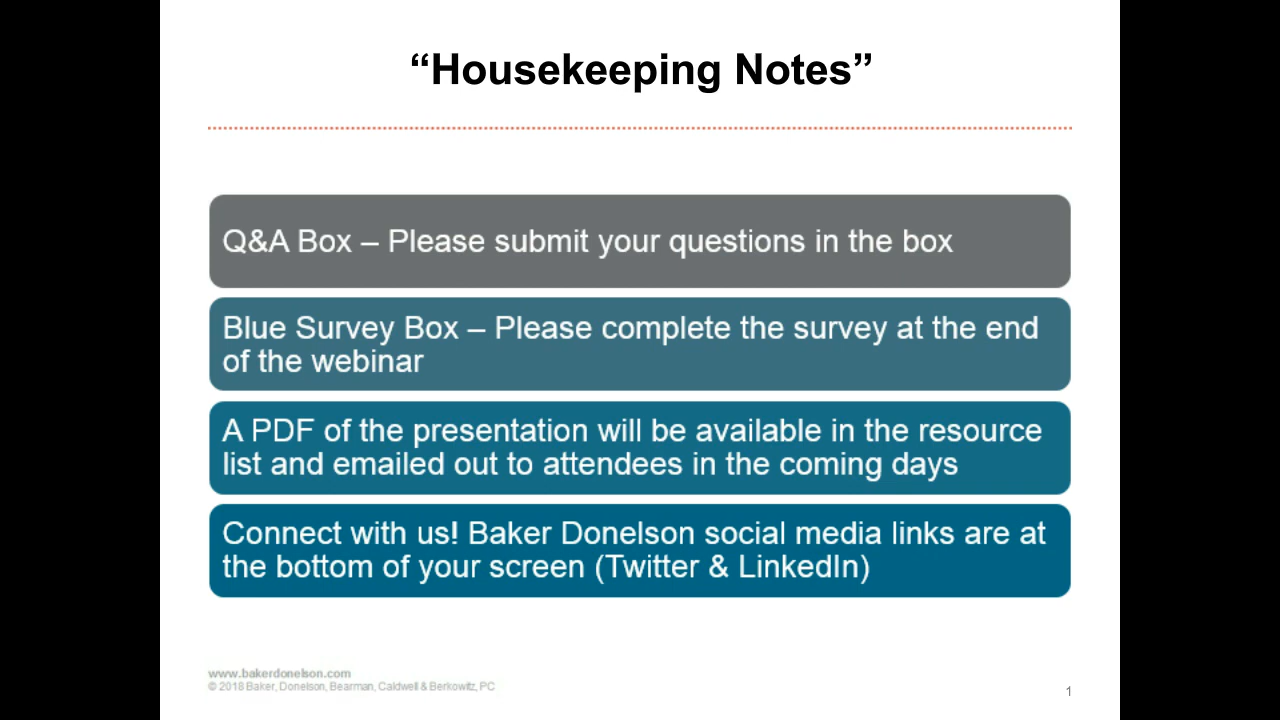 “Housekeeping Notes”
Q&A Box – Please submit your questions in the box
Blue Survey Box – Please complete the survey at the end
of the webinar
A PDF of the presentation will be available in the resource
list and emailed out to attendees in the coming days
Connect with us! Baker Donelson social media links are at
the bottom of your screen (Twitter & LinkedIn)
www.bakerdonelson.com
© 2018 Baker, Donelson, Bearman, Caldwell & Berkowitz, PC
1